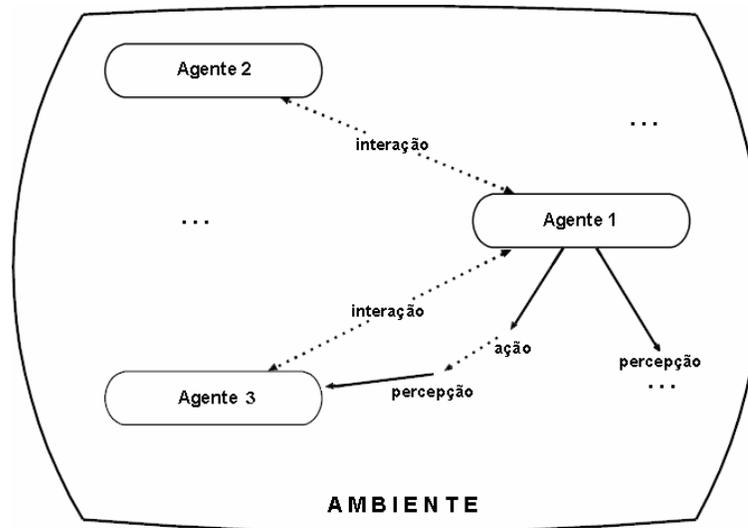 Agente 2
...
interação
...
Agente 1
interação
ação
percepção
...
percepção
Agente 3
AMBIENTE